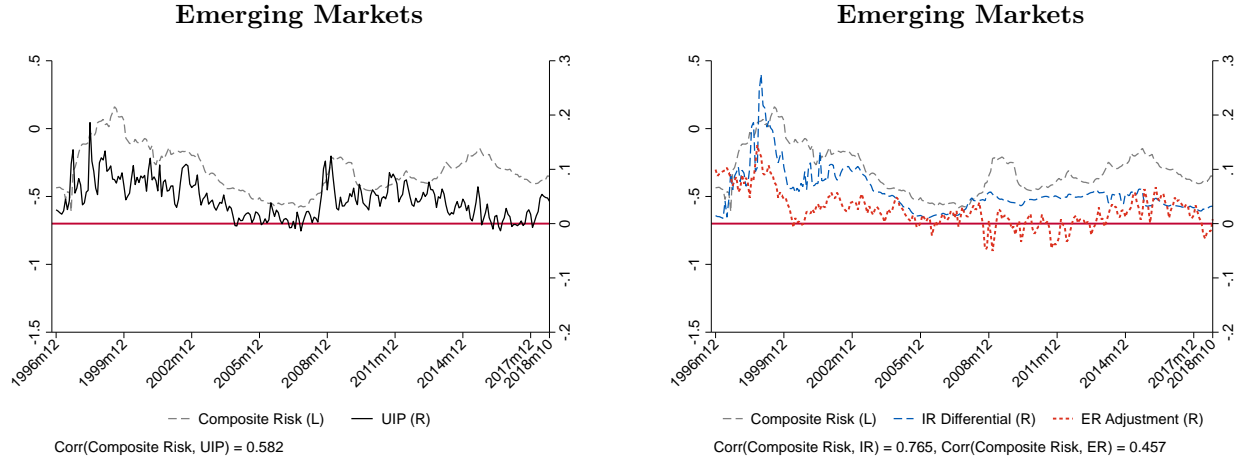 Emerging Markets
.5
0
-.5
-1
-1.5
.3
.2
.1
0
-.1
-.2
1996m12
1999m12
2002m12
2005m12
2008m12
2011m12
2014m12
2017m12
2018m10
Composite Risk (L) UIP (R)
Corr(Composite Risk, UIP) = 0.582
Emerging Markets
.5
0
-.5
-1
-1.5
.3
.2
.1
0
-.1
-.2
1996m12
1999m12
2002m12
2005m12
2008m12
2011m12
2014m12
2017m12
2018m10
Composite Risk (L) IR Differential (R) ER Adjustment (R)
Corr(Composite Risk, IR) = 0.765, Corr(Composite Risk, ER) = 0.457